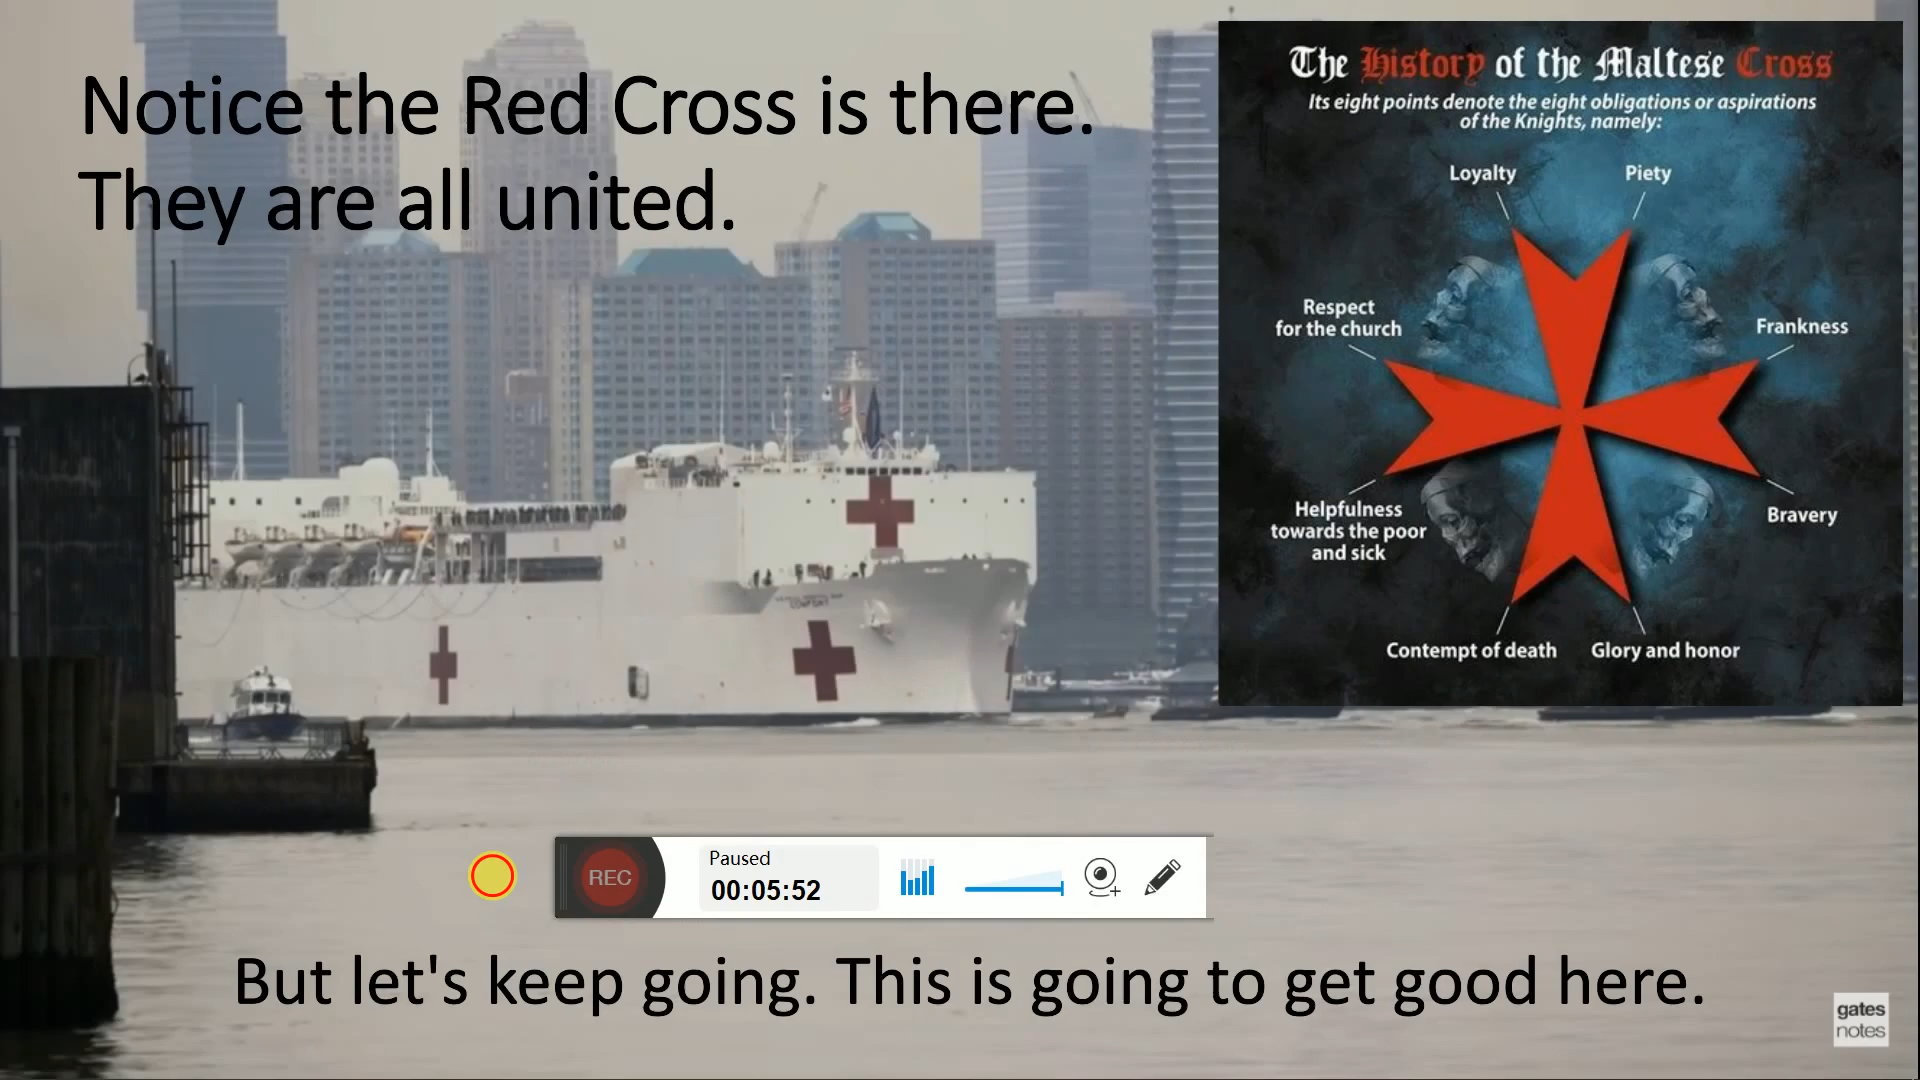 Notice the Red Cross is there.
They are all united.
The History of the Maltese Cross
Its eight points denote the eight obligations or aspirations
of the Knights, namely:
Loyalty
Piety
Respect
for the church
Frankness
Helpfulness
towards the poor
and sick
Bravery
Contempt of death
Glory and honor
COMFORT
REC
Paused
00:05:52
But let's keep going. This is going to get good here.
gates
notes